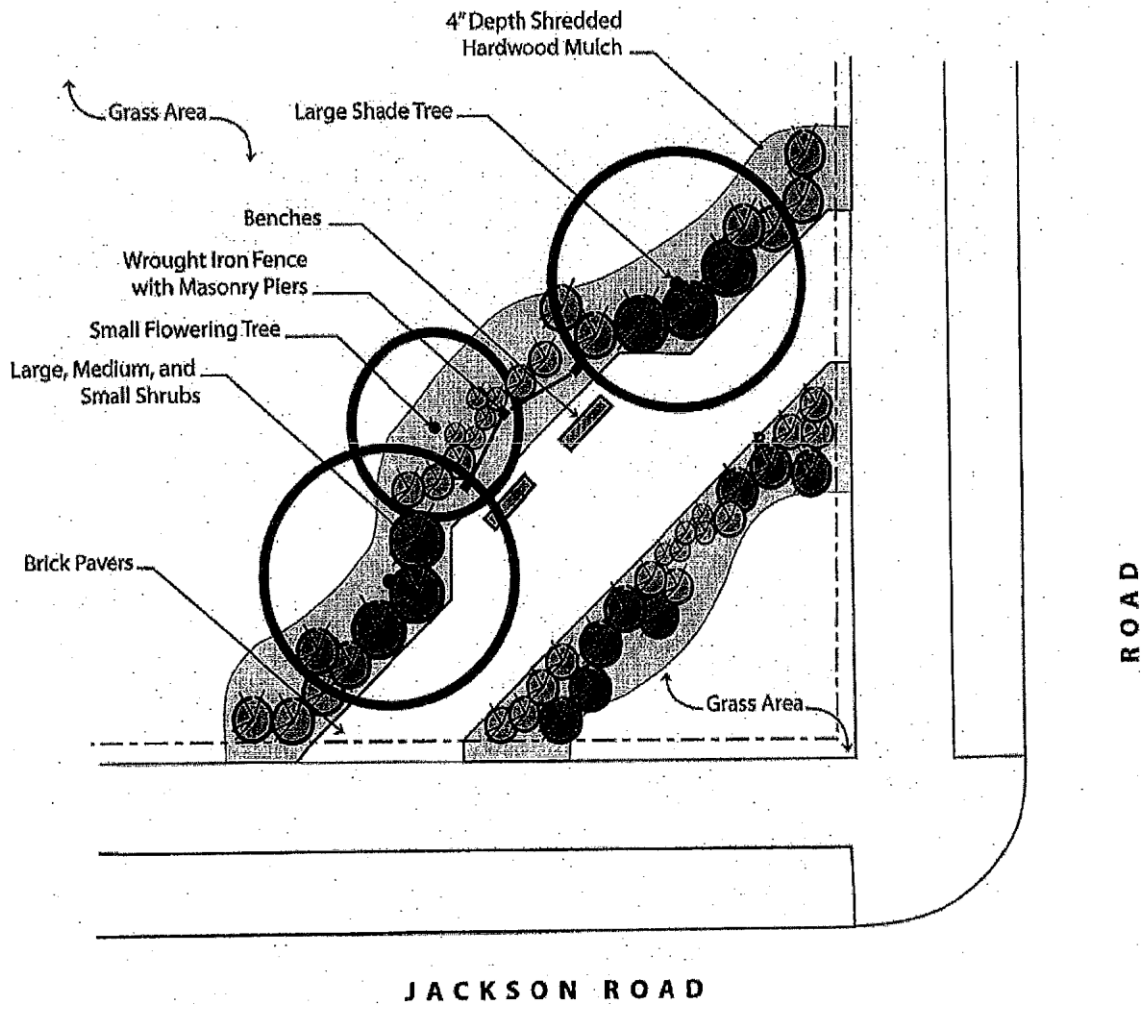 4" Depth Shredded
Hardwood Mulch
Grass Area
Large Shade Tree
Benches
Wrought Iron Fence
with Masonry Piers
Small Flowering Tree
Large, Medium, and
Small Shrubs
Brick Pavers
Grass Area
ROAD
JACKSON ROAD